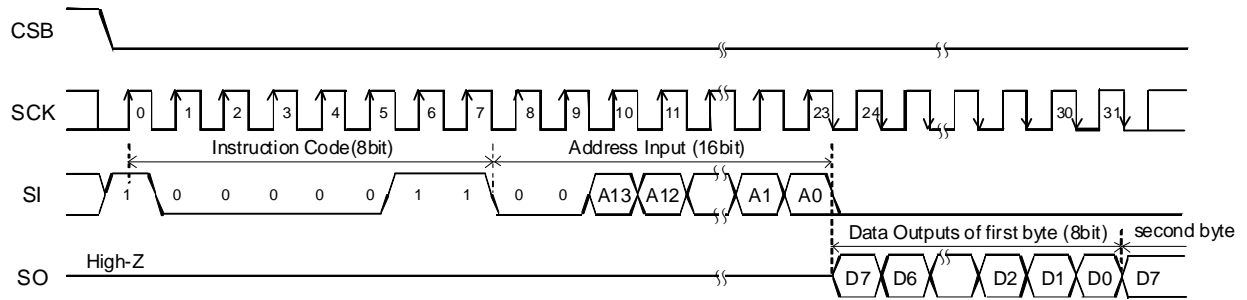 CSB
SCK 0 1 2 3 4 5 6 7 8 9 10 11 23 24 30 31
Instruction Code(8bit) Address Input (16bit)
SI 1 0 0 0 0 0 1 1 0 0 A13 A12 A1 A0
Data Outputs of first byte (8bit) second byte
High-Z
SO D7 D6 D2 D1 D0 D7